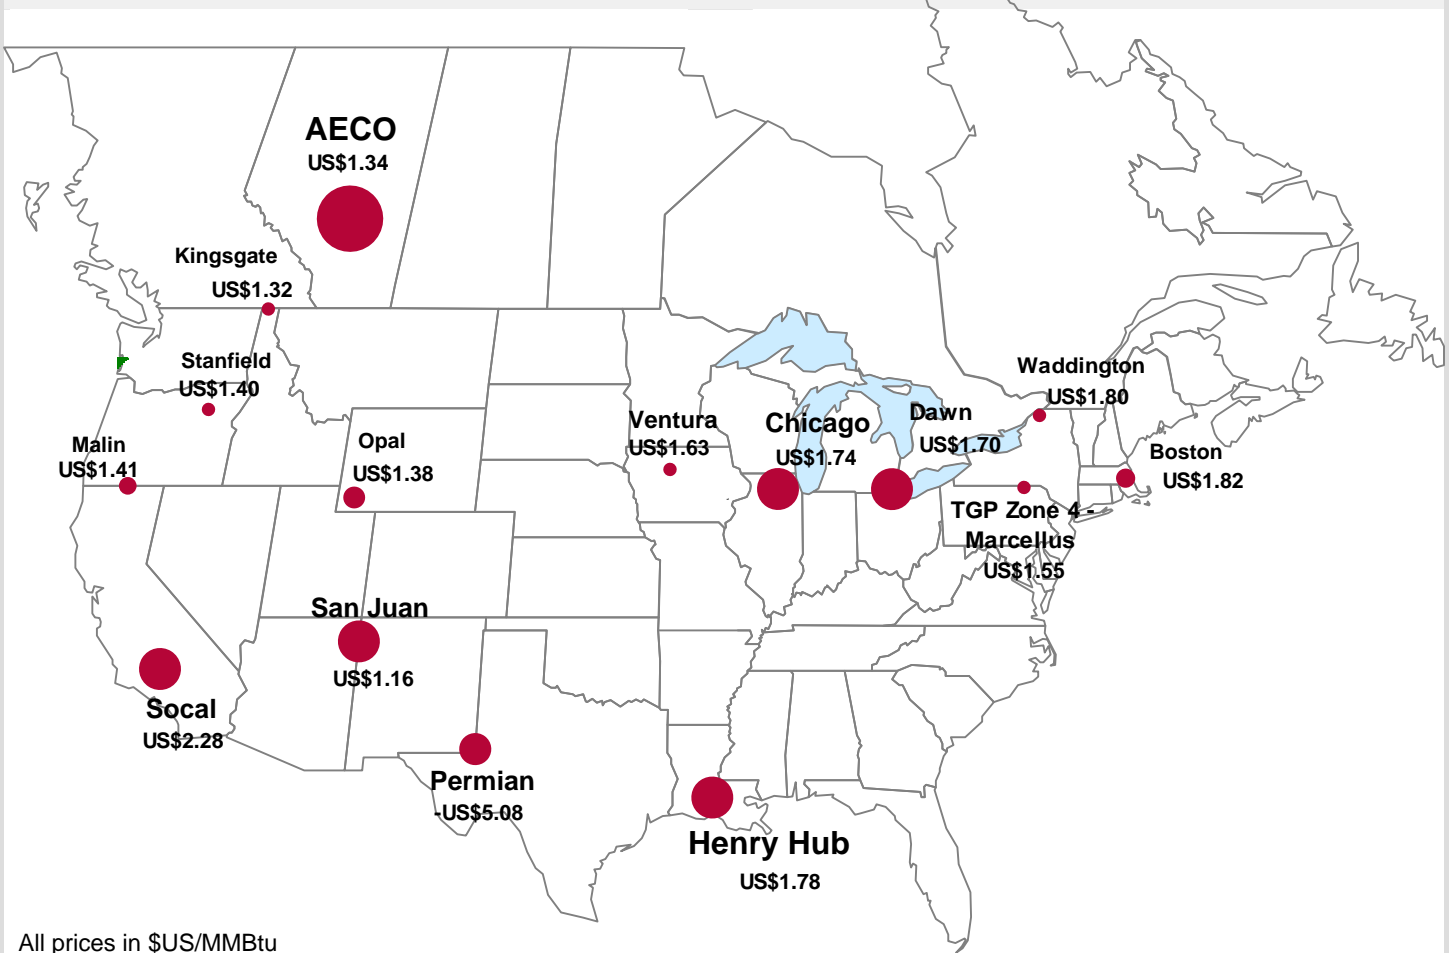 AECO
US$1.34
Kingsgate
US$1.32
Stanfield
US$1.40
Malin
US$1.41
Opal
US$1.38
Ventura
US$1.63
Chicago
US$1.74
Dawn
US$1.70
Waddington
US$1.80
Boston
US$1.82
TGP Zone 4 -
Marcellus
US$1.55
San Juan
US$1.16
Socal
US$2.28
Permian
-US$5.08
Henry Hub
US$1.78
All prices in $US/MMBtu